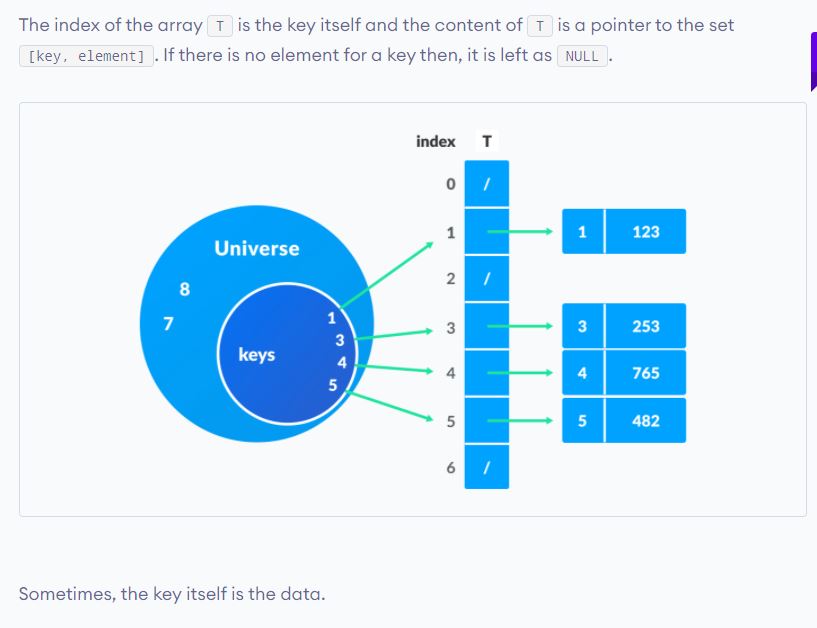 The index of the array T is the key itself and the content of T is a pointer to the set
[key, element] . If there is no element for a key then, it is left as NULL .
index T
0 /
1 1 123
2 /
3 3 253
4 4 765
5 5 482
6 /
Universe
8
7
keys
1
3
4
5
Sometimes, the key itself is the data.